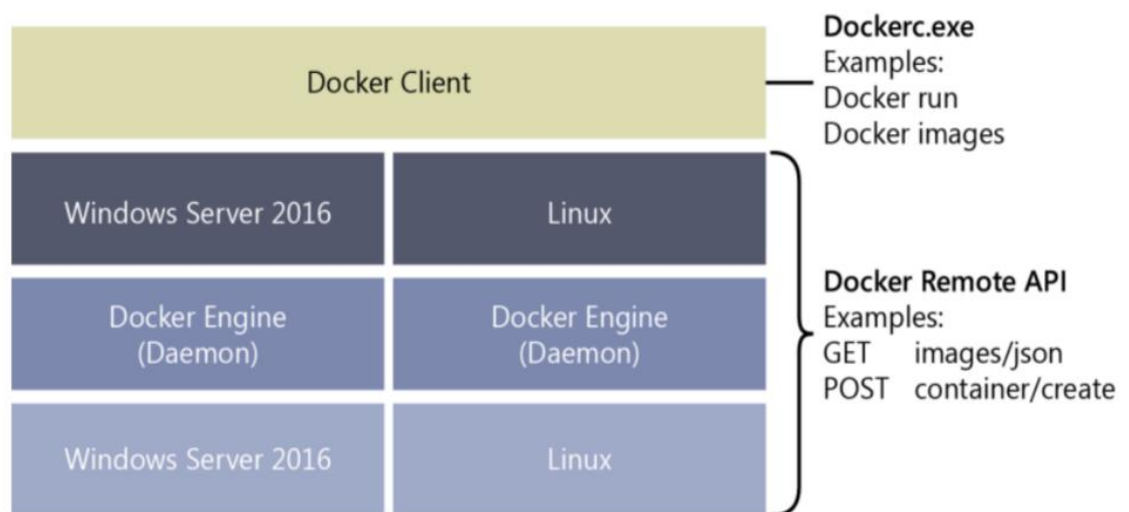 Docker Client
Dockerc.exe
Examples:
Docker run
Docker images
Windows Server 2016
Linux
Docker Engine
(Daemon)
Docker Engine
(Daemon)
Windows Server 2016
Linux
Docker Remote API
Examples:
GET images/json
POST container/create